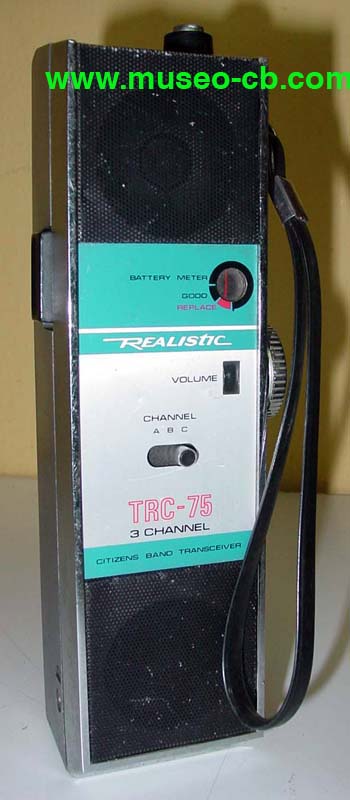 www.museo-cb.com
BATTERY METER
GOOD
REPLACE
REALISTIC
VOLUME
CHANNEL
A B C
TRC-75
3 CHANNEL
CITIZENS BAND TRANSCEIVER